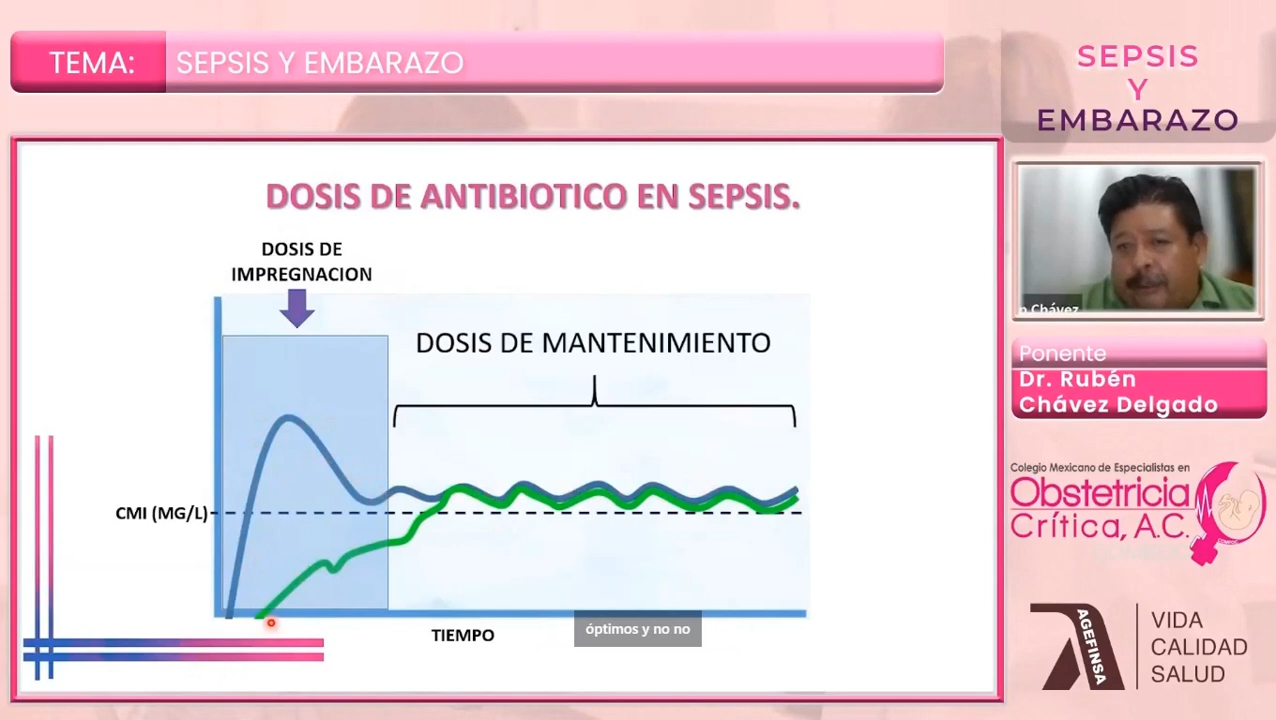 TEMA: SEPSIS Y EMBARAZO
SEPSIS
Y
EMBARAZO
DOSIS DE ANTIBIOTICO EN SEPSIS.
DOSIS DE
IMPREGNACION
DOSIS DE MANTENIMIENTO
CMI (MG/L)
TIEMPO
óptimos y no no
Chávez
Ponente
Dr. Rubén
Chávez Delgado
Colegio Mexicano de Especialistas en
Obstetricia
Crítica, A.C.
AGEFINSA
VIDA
CALIDAD
SALUD